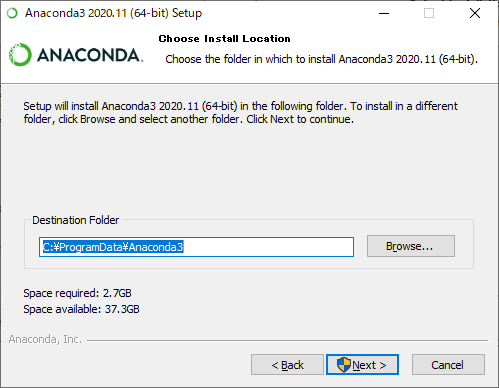 Anaconda3 2020.11 (64-bit) Setup
ANACONDA.
Choose Install Location
Choose the folder in which to install Anaconda3 2020.11 (64-bit).
Setup will install Anaconda3 2020.11 (64-bit) in the following folder. To install in a different
folder, click Browse and select another folder. Click Next to continue.
Destination Folder
C:¥ProgramData¥Anaconda3
Browse...
Space required: 2.7GB
Space available: 37.3GB
Anaconda, Inc.
< Back
Next >
Cancel